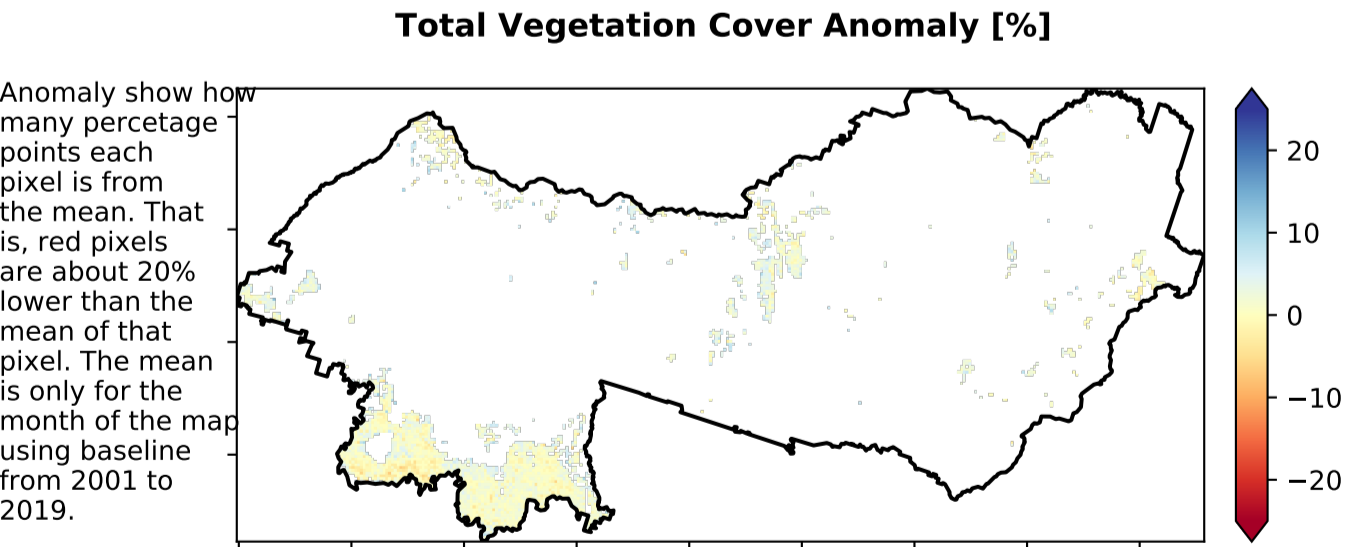 Total Vegetation Cover Anomaly [%]
Anomaly show how
many percetage
points each
pixel is from
the mean. That
is, red pixels
are about 20%
lower than the
mean of that
pixel. The mean
is only for the
month of the map
using baseline
from 2001 to
2019.
20
10
0
−10
−20